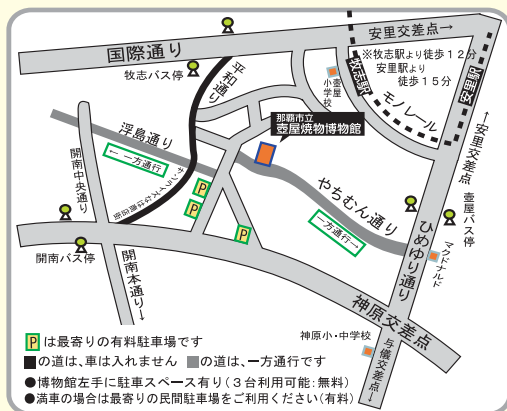 安里交差点→
国際通り
※牧志駅より徒歩12分
安里駅より
徒歩15分
牧志バス停
平和通り
小学校
壺屋
牧志駅
モノレール
安里駅
←安里交差点
那覇市立
壺屋焼物博物館
浮島通り
←一方通行
サンライズなは商店街
開南中央通り
P
P
P
やちむん通り
一方通行→
壺屋バス停
ひめゆり通り
マクドナルド
開南バス停
開南本通り→
神原交差点
神原小・中学校
与儀交差点→
Pは最寄りの有料駐車場です
■の道は、車は入れません ■の道は、一方通行です
●博物館左手に駐車スペース有り(3台利用可能:無料)
●満車の場合は最寄りの民間駐車場をご利用ください(有料)